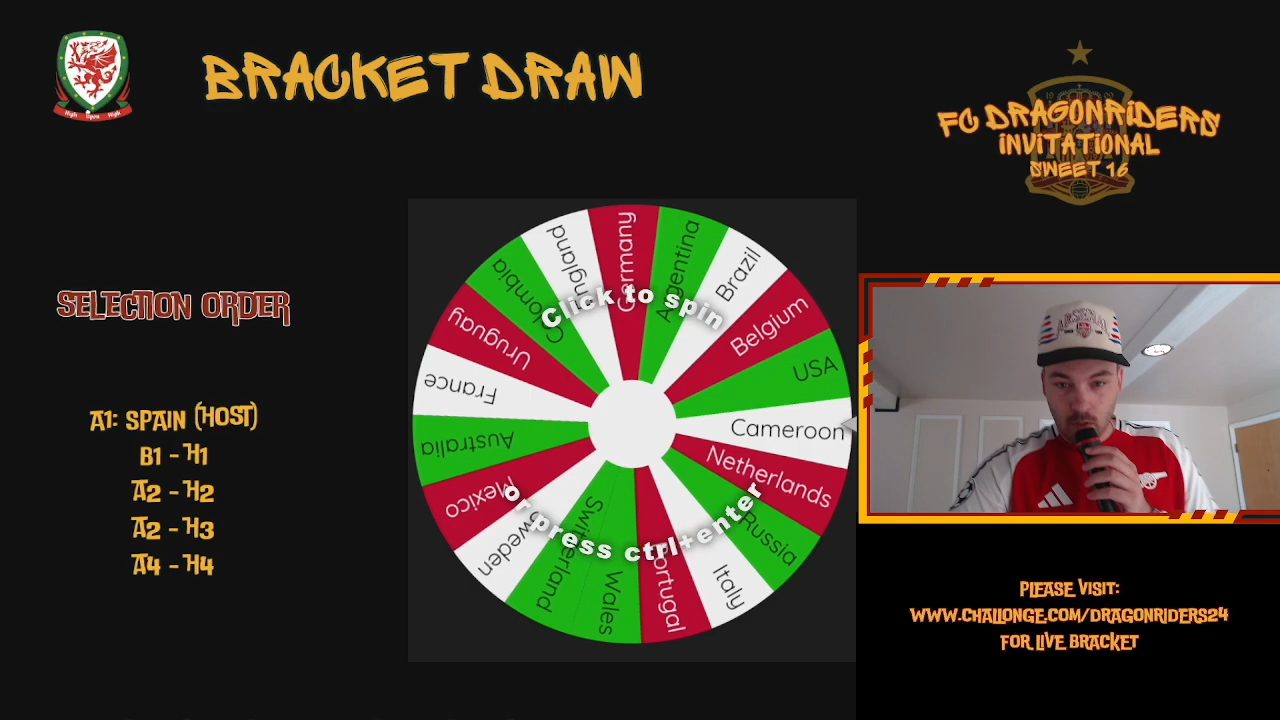 BRACKET DRAW
FC DRAGONRIDERS
INVITATIONAL
SWEET 16
SELECTION ORDER
A1: SPAIN (HOST)
B1 - H1
A2 - H2
A2 - H3
A4 - H4
Click to spin
or press ctrl+enter
Germany
Argentina
Brazil
Belgium
USA
Cameroon
Netherlands
Russia
Italy
Portugal
Wales
Switzerland
Sweden
Mexico
Australia
France
Uruguay
Colombia
England
ARSENAL
PLEASE VISIT:
WWW.CHALLONGE.COM/DRAGONRIDERS24
FOR LIVE BRACKET